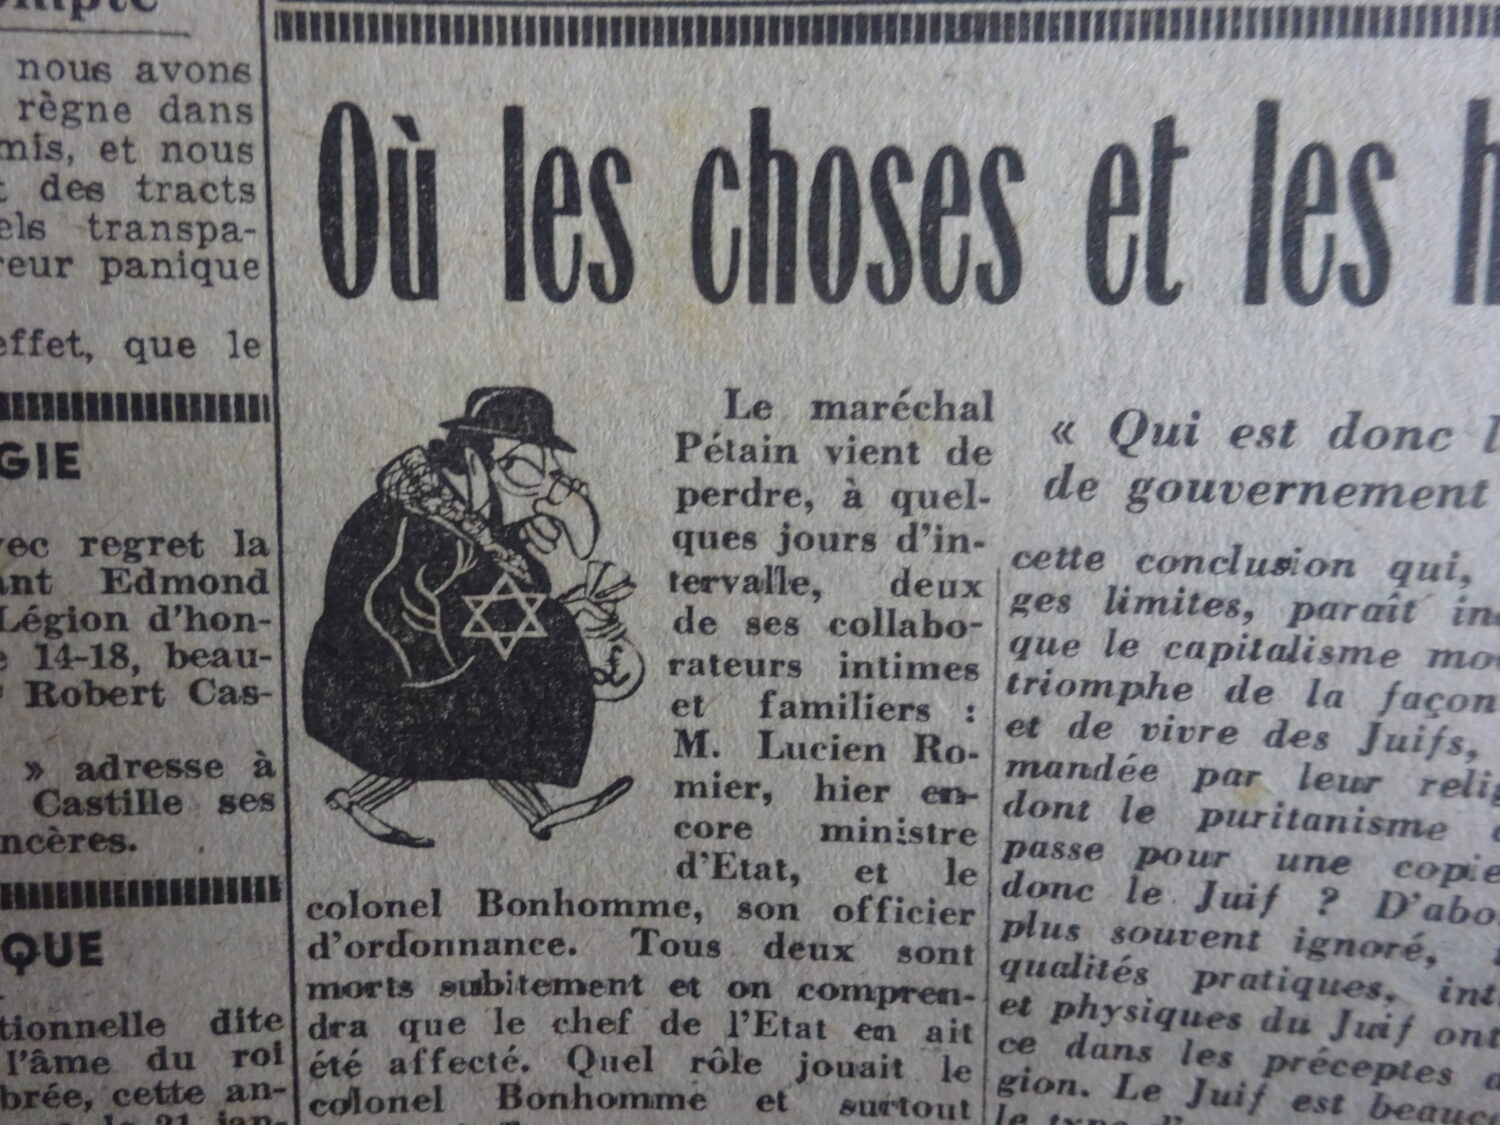 nous avons
règne dans
mis, et nous
des tracts
els transpa-
reur panique
effet, que le
GIE
vec regret la
ant Edmond
Légion d'hon-
e 14-18, beau-
Robert Cas-
» adresse à
Castille ses
ncères.
QUE
tionnelle dite
l'âme du roi
brée, cette an-
Où les choses et les h
Le maréchal
Pétain vient de
perdre, à quel-
ques jours d'in-
tervalle, deux
de ses collabo-
rateurs intimes
et familiers :
M. Lucien Ro-
mier, hier en-
core ministre
d'Etat, et le
colonel Bonhomme, son officier
d'ordonnance. Tous deux sont
morts subitement et on compren-
dra que le chef de l'Etat en ait
été affecté. Quel rôle jouait le
colonel Bonhomme et surtout
« Qui est donc l
de gouvernement
cette conclusion qui,
ges limites, paraît in
que le capitalisme mo
triomphe de la façon
et de vivre des Juifs,
mandée par leur relig
dont le puritanisme
passe pour une copie
donc le Juif ? D'abo
plus souvent ignoré,
qualités pratiques, int
et physiques du Juif ont
ce dans les préceptes
gion. Le Juif est beauc